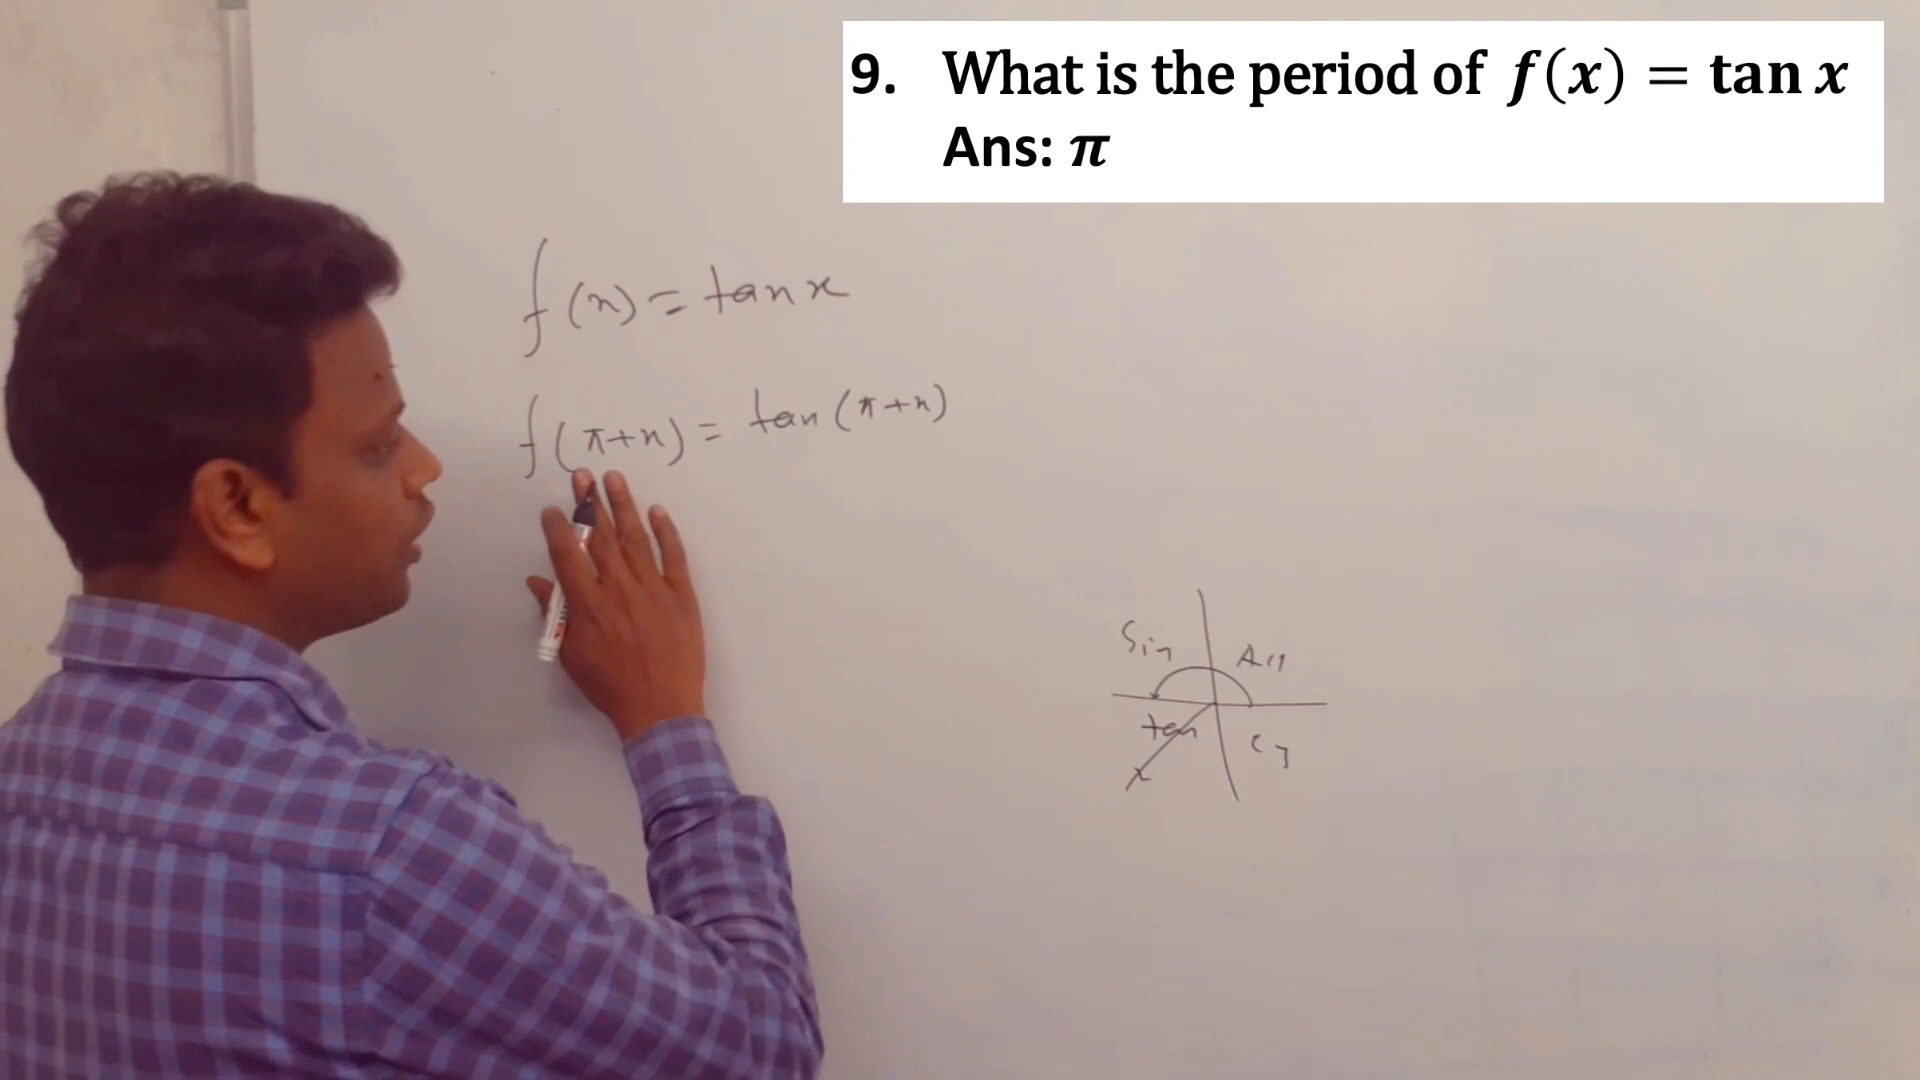 9. What is the period of f(x) = tan x
Ans: π
f(x) = tan x
f(π+x) = tan(π+x)
Sin
All
tan